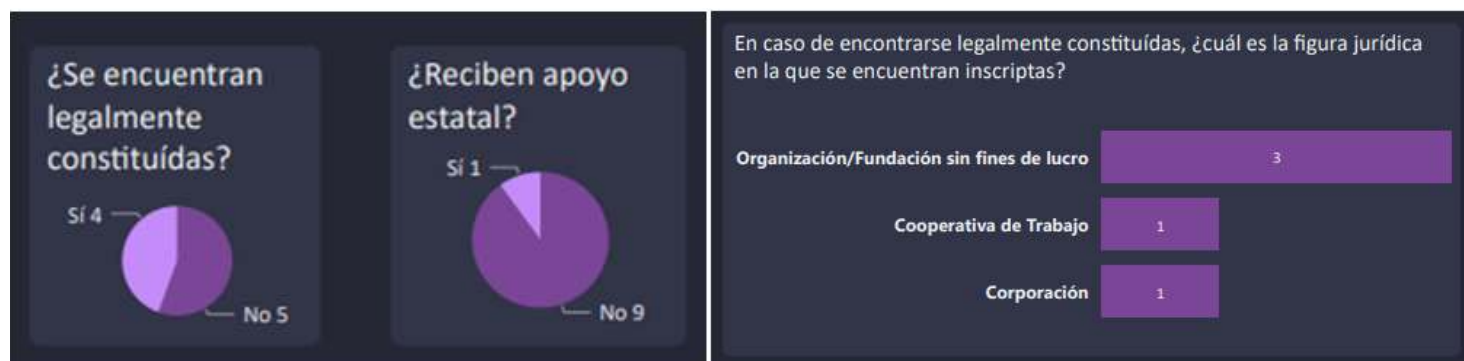 ¿Se encuentran
legalmente
constituídas?
Sí 4
No 5
¿Reciben apoyo
estatal?
Sí 1
No 9
En caso de encontrarse legalmente constituídas, ¿cuál es la figura jurídica
en la que se encuentran inscriptas?
Organización/Fundación sin fines de lucro
3
Cooperativa de Trabajo
1
Corporación
1